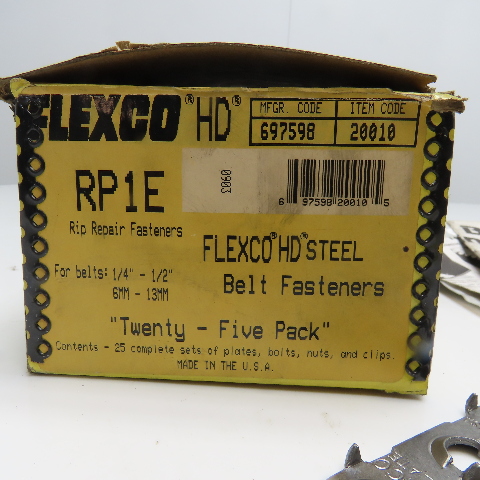 FLEXCO® HD®
MFGR. CODE ITEM CODE
697598 20010
RP1E
Rip Repair Fasteners
0903
6 97598 20010 5
FLEXCO® HD® STEEL
Belt Fasteners
For belts: 1/4" - 1/2"
6MM - 13MM
"Twenty - Five Pack"
Contents - 25 complete sets of plates, bolts, nuts, and clips.
MADE IN THE U.S.A.